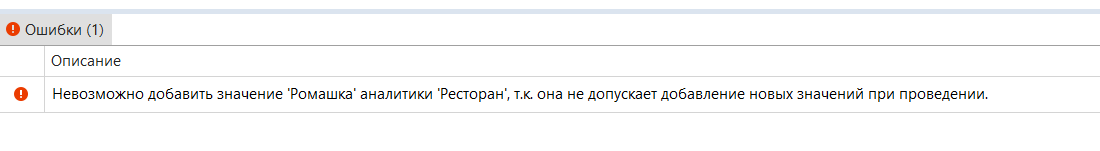 Ошибки (1)
Описание
Невозможно добавить значение 'Ромашка' аналитики 'Ресторан', т.к. она не допускает добавление новых значений при проведении.